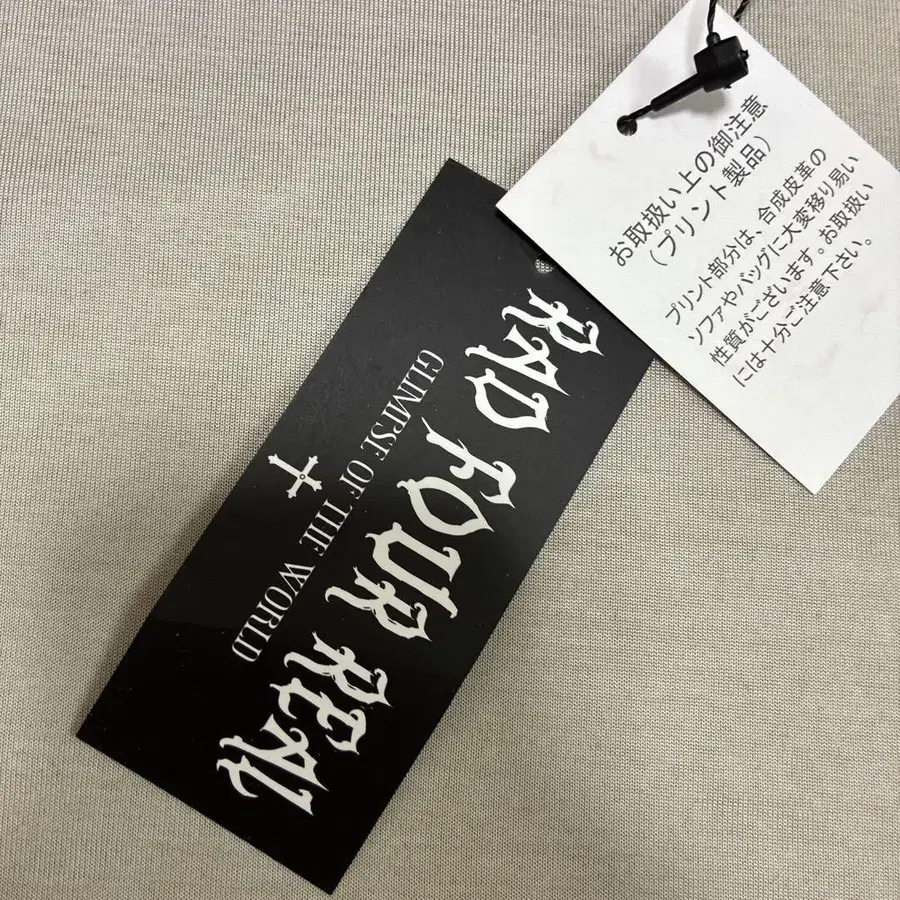 お取扱い上の御注意
(プリント製品)
プリント部分は、合成皮革の
ソファやバッグに大変移り易い
性質がございます。お取扱い
には十分ご注意下さい。
RAD FOUR REAL
GLIMPSE OF THE WORLD